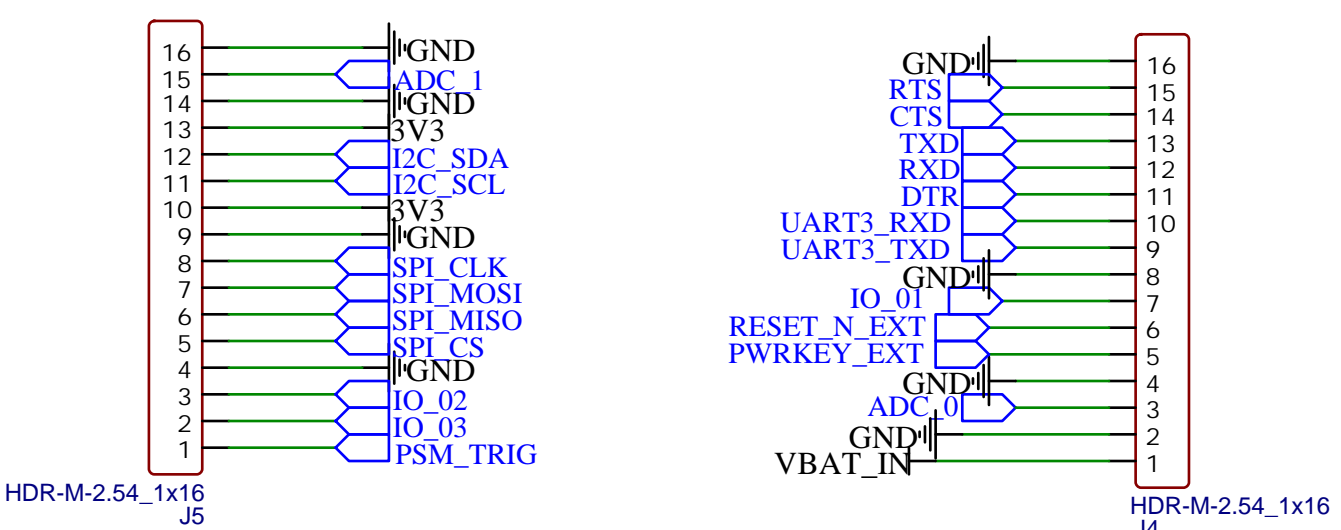 16 GND
15 ADC_1
14 GND
13 3V3
12 I2C_SDA
11 I2C_SCL
10 3V3
9 GND
8 SPI_CLK
7 SPI_MOSI
6 SPI_MISO
5 SPI_CS
4 GND
3 IO_02
2 IO_03
1 PSM_TRIG
HDR-M-2.54_1x16
J5
GND 16
RTS 15
CTS 14
TXD 13
RXD 12
DTR 11
UART3_RXD 10
UART3_TXD 9
GND 8
IO_01 7
RESET_N_EXT 6
PWRKEY_EXT 5
GND 4
ADC_0 3
GND 2
VBAT_IN 1
HDR-M-2.54_1x16
J4